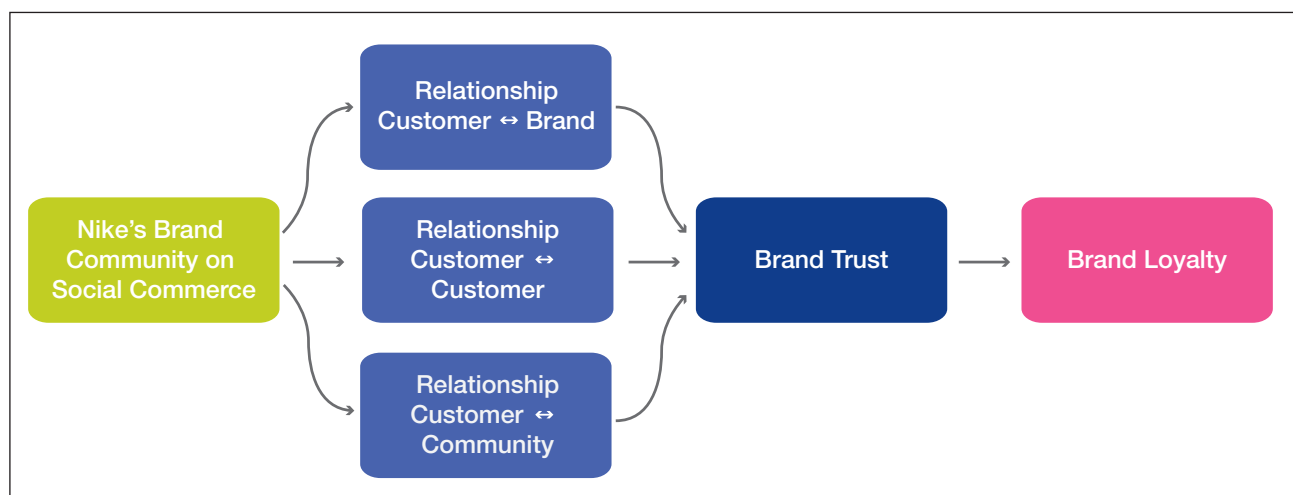 Relationship
Customer ↔ Brand
Nike’s Brand
Community on
Social Commerce
Relationship
Customer ↔
Customer
Brand Trust
Brand Loyalty
Relationship
Customer ↔
Community